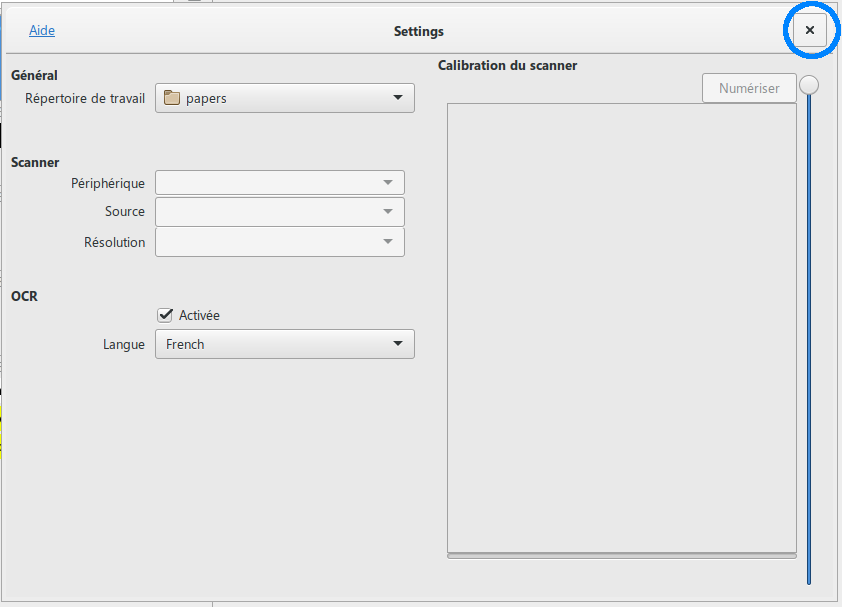 Aide
Settings
Général
Répertoire de travail
papers
Scanner
Périphérique
Source
Résolution
OCR
Activée
Langue
French
Calibration du scanner
Numériser